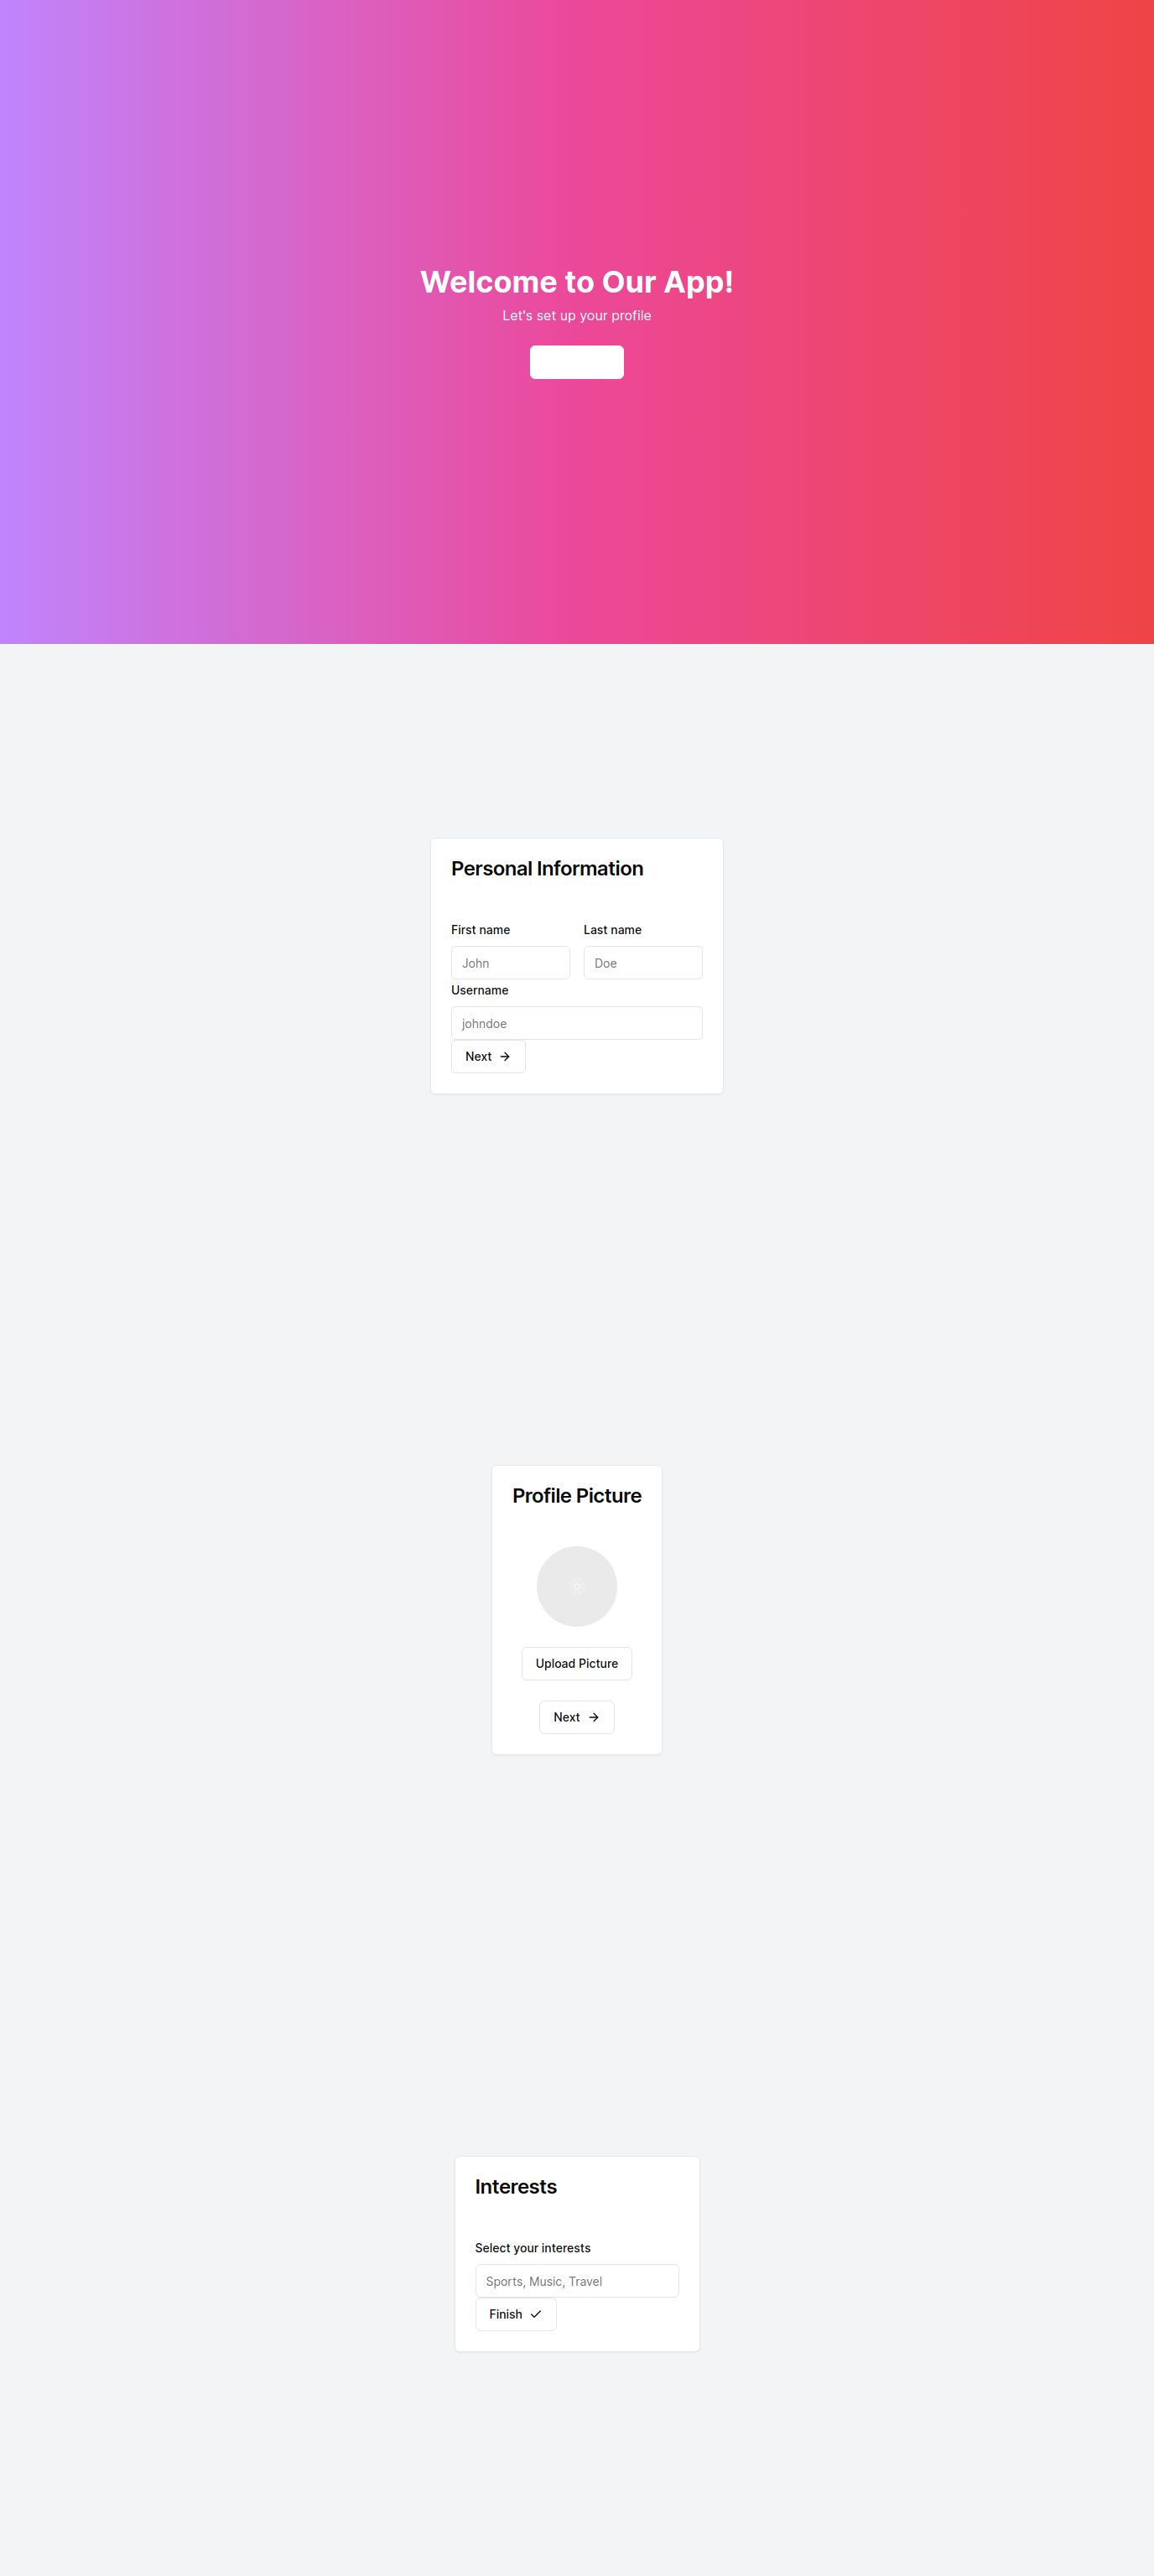 Welcome to Our App!
Let's set up your profile
Personal Information
First name Last name
John Doe
Username
johndoe
Next
Profile Picture
Upload Picture
Next
Interests
Select your interests
Sports, Music, Travel
Finish